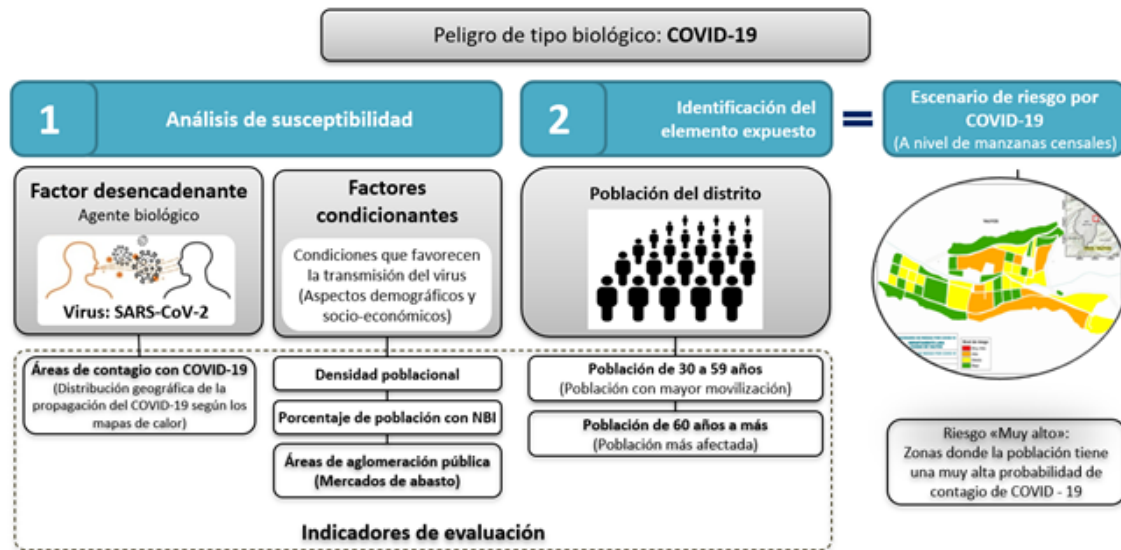 Peligro de tipo biológico: COVID-19
1
Análisis de susceptibilidad
2
Identificación del
elemento expuesto
=
Escenario de riesgo por
COVID-19
(A nivel de manzanas censales)
Factor desencadenante
Agente biológico
Virus: SARS-CoV-2
Factores
condicionantes
Condiciones que favorecen
la transmisión del virus
(Aspectos demográficos y
socio-económicos)
Población del distrito
Áreas de contagio con COVID-19
(Distribución geográfica de la
propagación del COVID-19 según los
mapas de calor)
Densidad poblacional
Porcentaje de población con NBI
Áreas de aglomeración pública
(Mercados de abasto)
Población de 30 a 59 años
(Población con mayor movilización)
Población de 60 años a más
(Población más afectada)
Indicadores de evaluación
Riesgo «Muy alto»:
Zonas donde la población tiene
una muy alta probabilidad de
contagio de COVID - 19